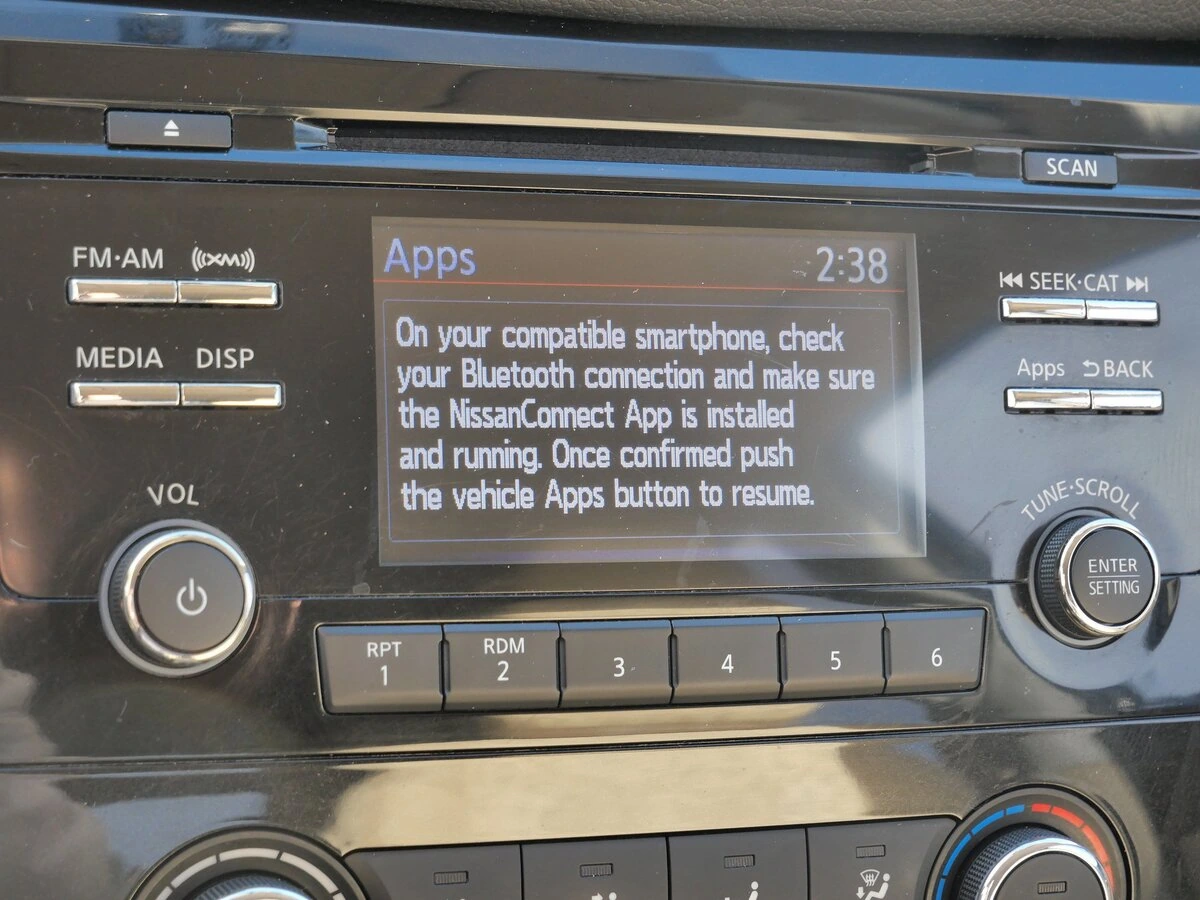 SCAN
FM·AM
((XM))
MEDIA DISP
VOL
Apps 2:38
On your compatible smartphone, check
your Bluetooth connection and make sure
the NissanConnect App is installed
and running. Once confirmed push
the vehicle Apps button to resume.
SEEK·CAT
Apps BACK
TUNE·SCROLL
ENTER
SETTING
RPT RDM
1 2 3 4 5 6